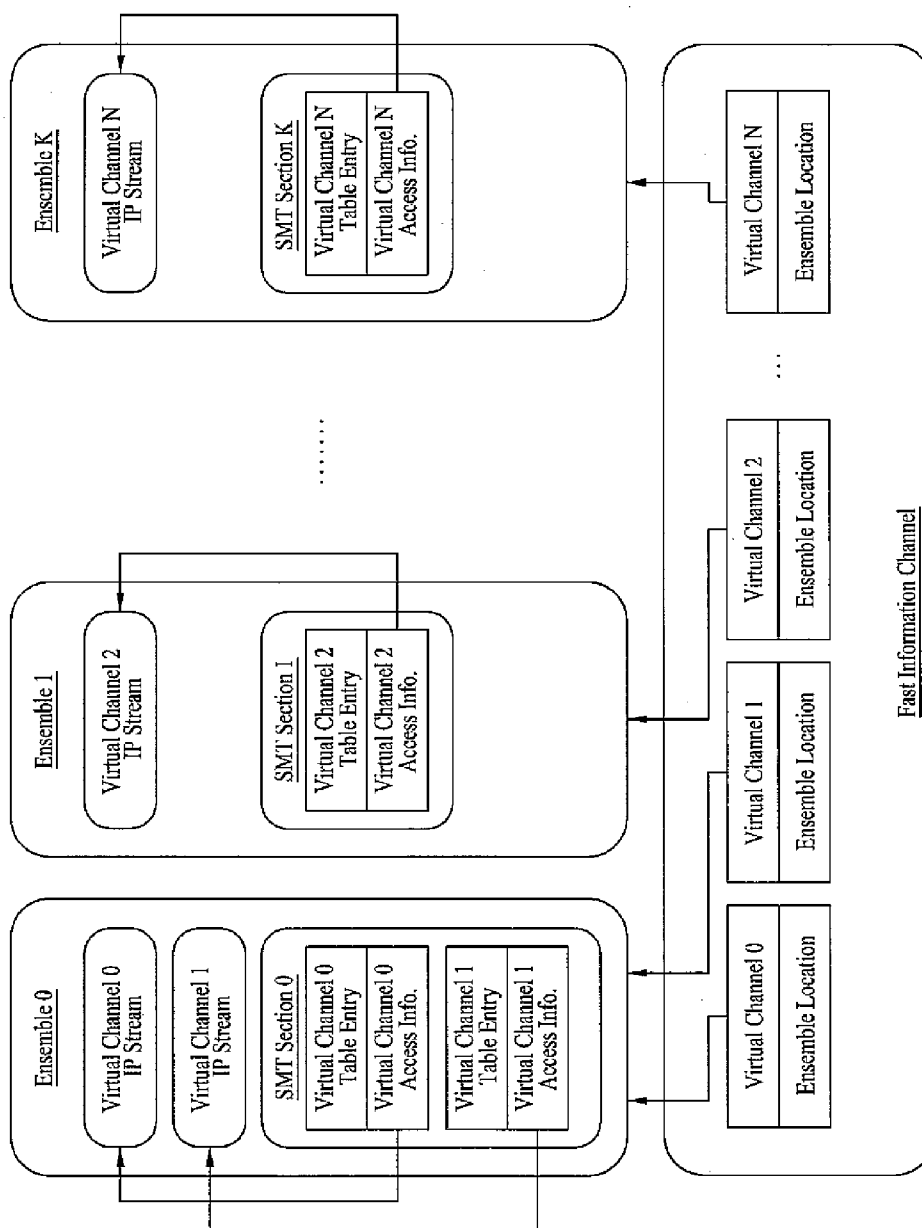 Ensemble 0
Virtual Channel 0
IP Stream
Virtual Channel 1
IP Stream
SMT Section 0
Virtual Channel 0
Table Entry
Virtual Channel 0
Access Info.
Virtual Channel 1
Table Entry
Virtual Channel 1
Access Info.
Ensemble 1
Virtual Channel 2
IP Stream
SMT Section 1
Virtual Channel 2
Table Entry
Virtual Channel 2
Access Info.
.......
Ensemble K
Virtual Channel N
IP Stream
SMT Section K
Virtual Channel N
Table Entry
Virtual Channel N
Access Info.
Virtual Channel 0
Ensemble Location
Virtual Channel 1
Ensemble Location
Virtual Channel 2
Ensemble Location
...
Virtual Channel N
Ensemble Location
Fast Information Channel